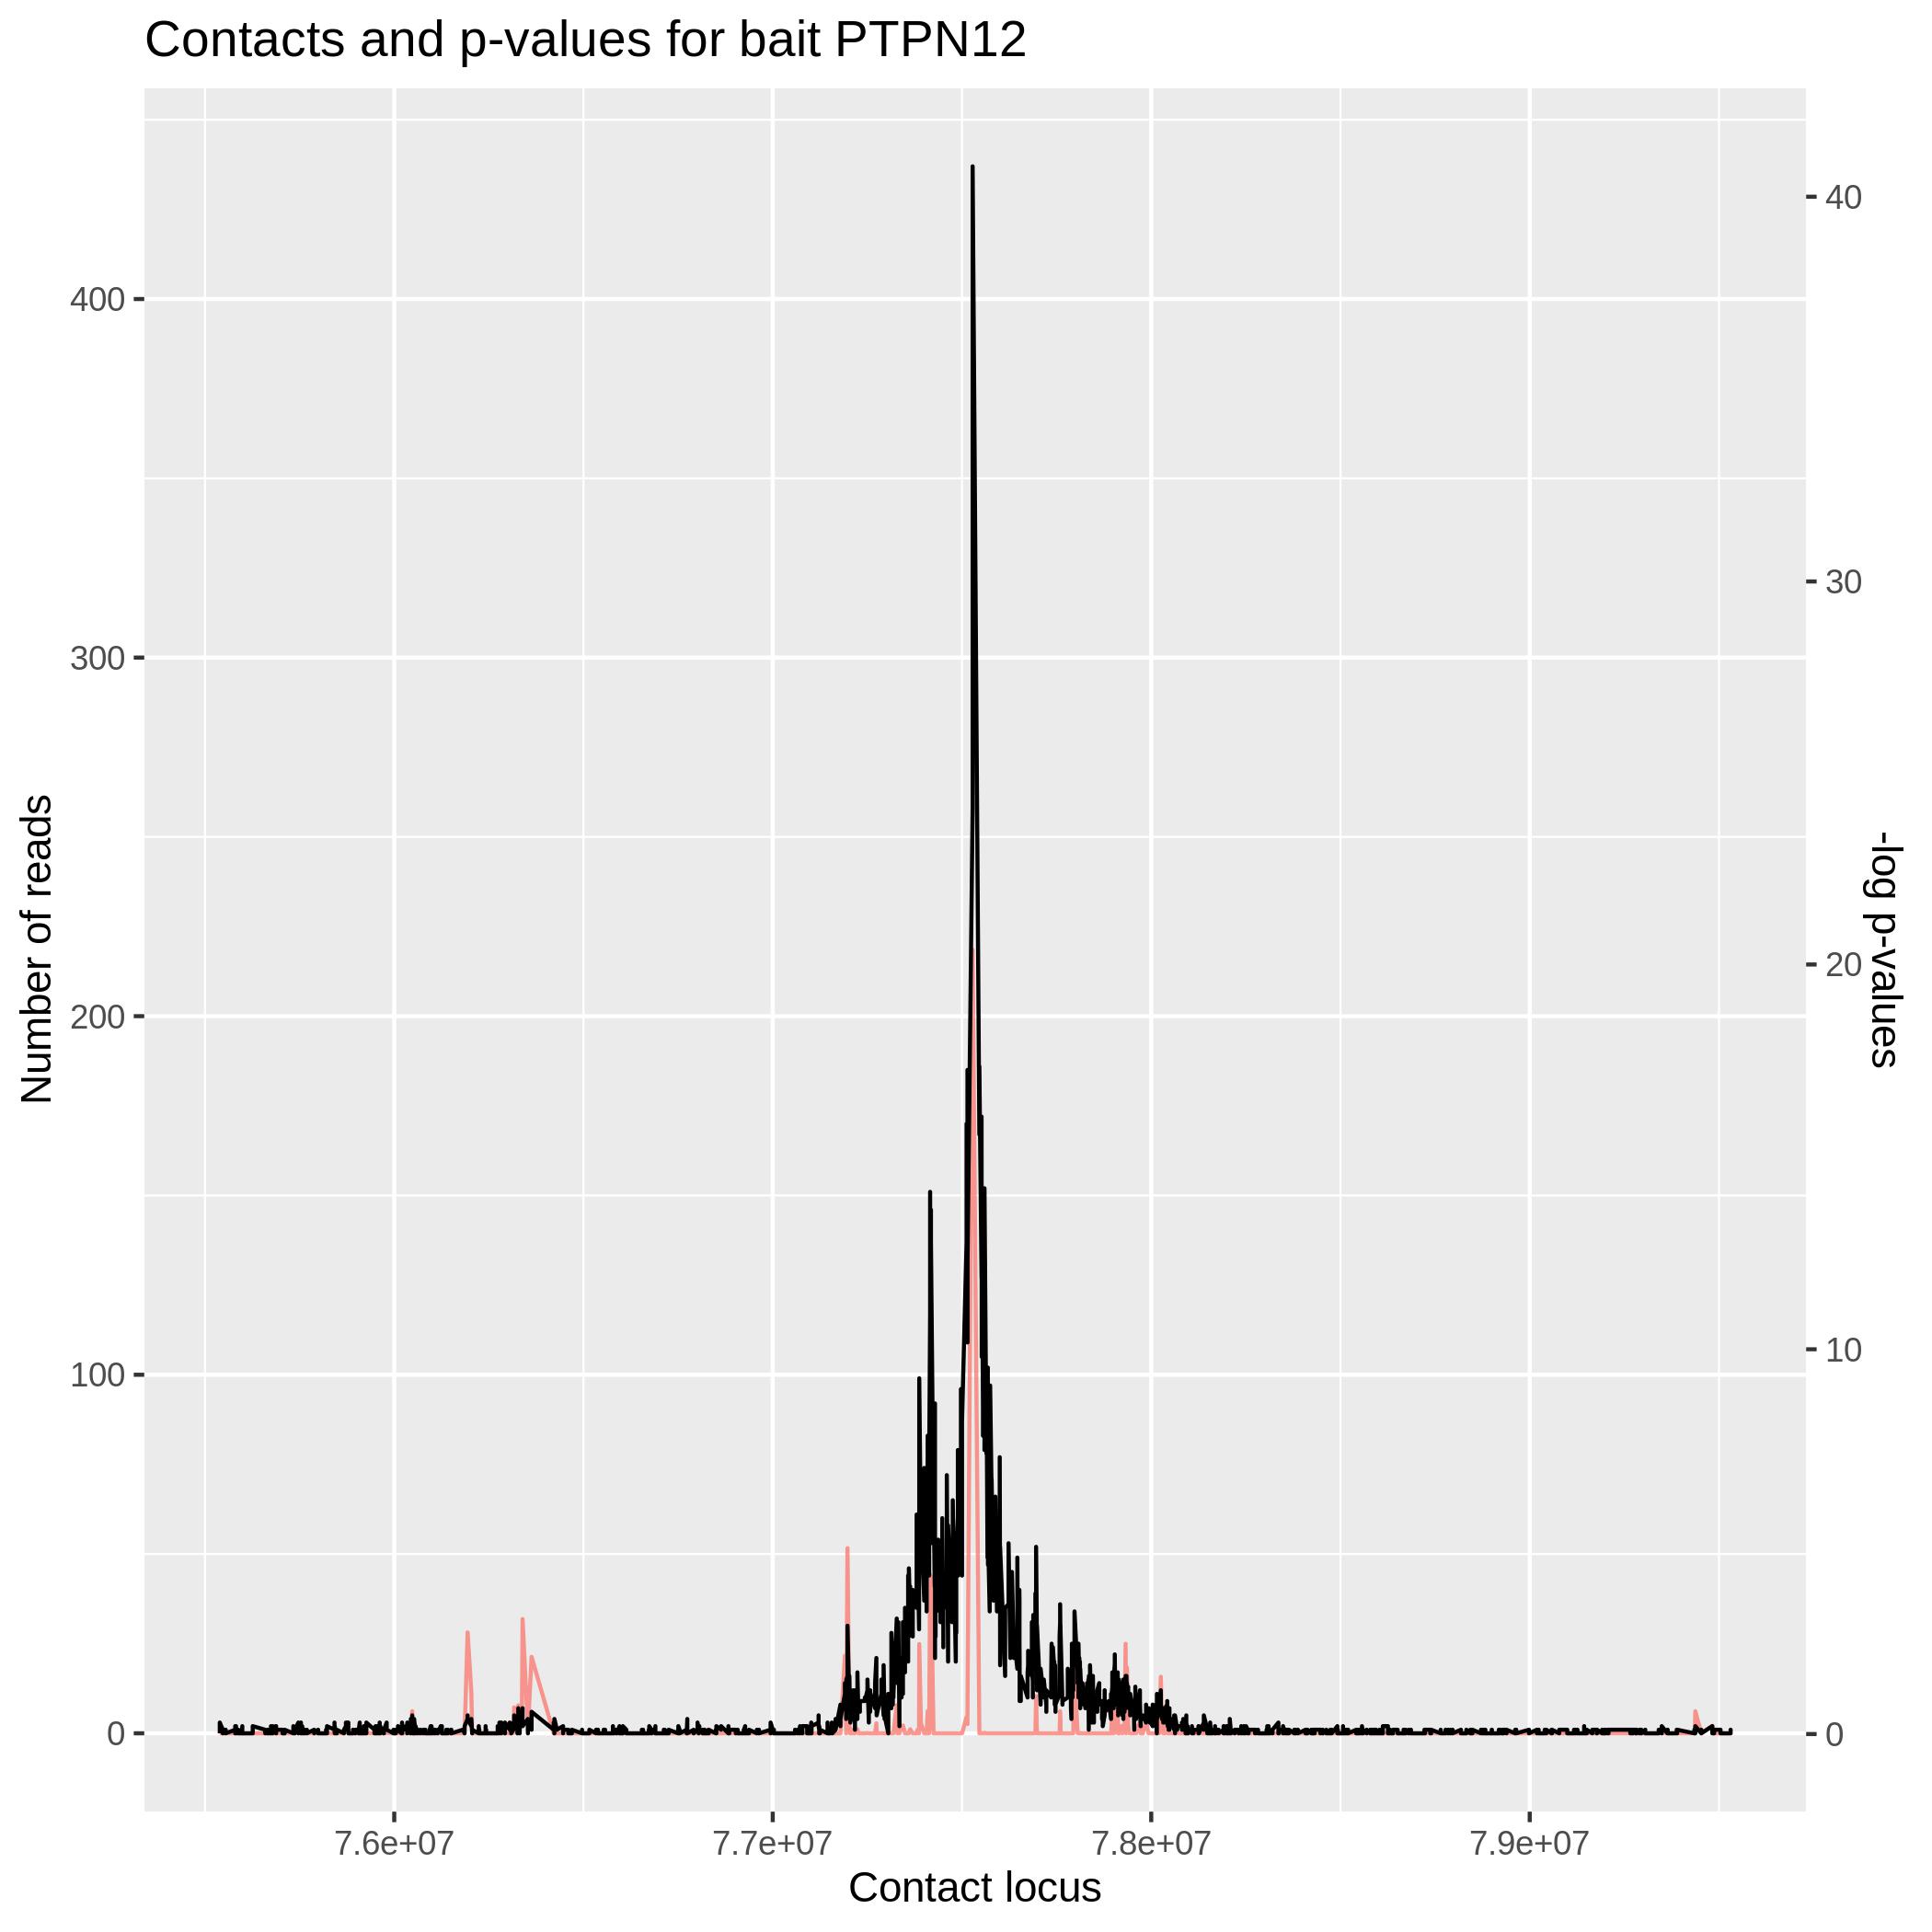 Contacts and p-values for bait PTPN12
Number of reads
400
300
200
100
0
40
30
20
10
0
-log p-values
7.6e+07
7.7e+07
7.8e+07
7.9e+07
Contact locus